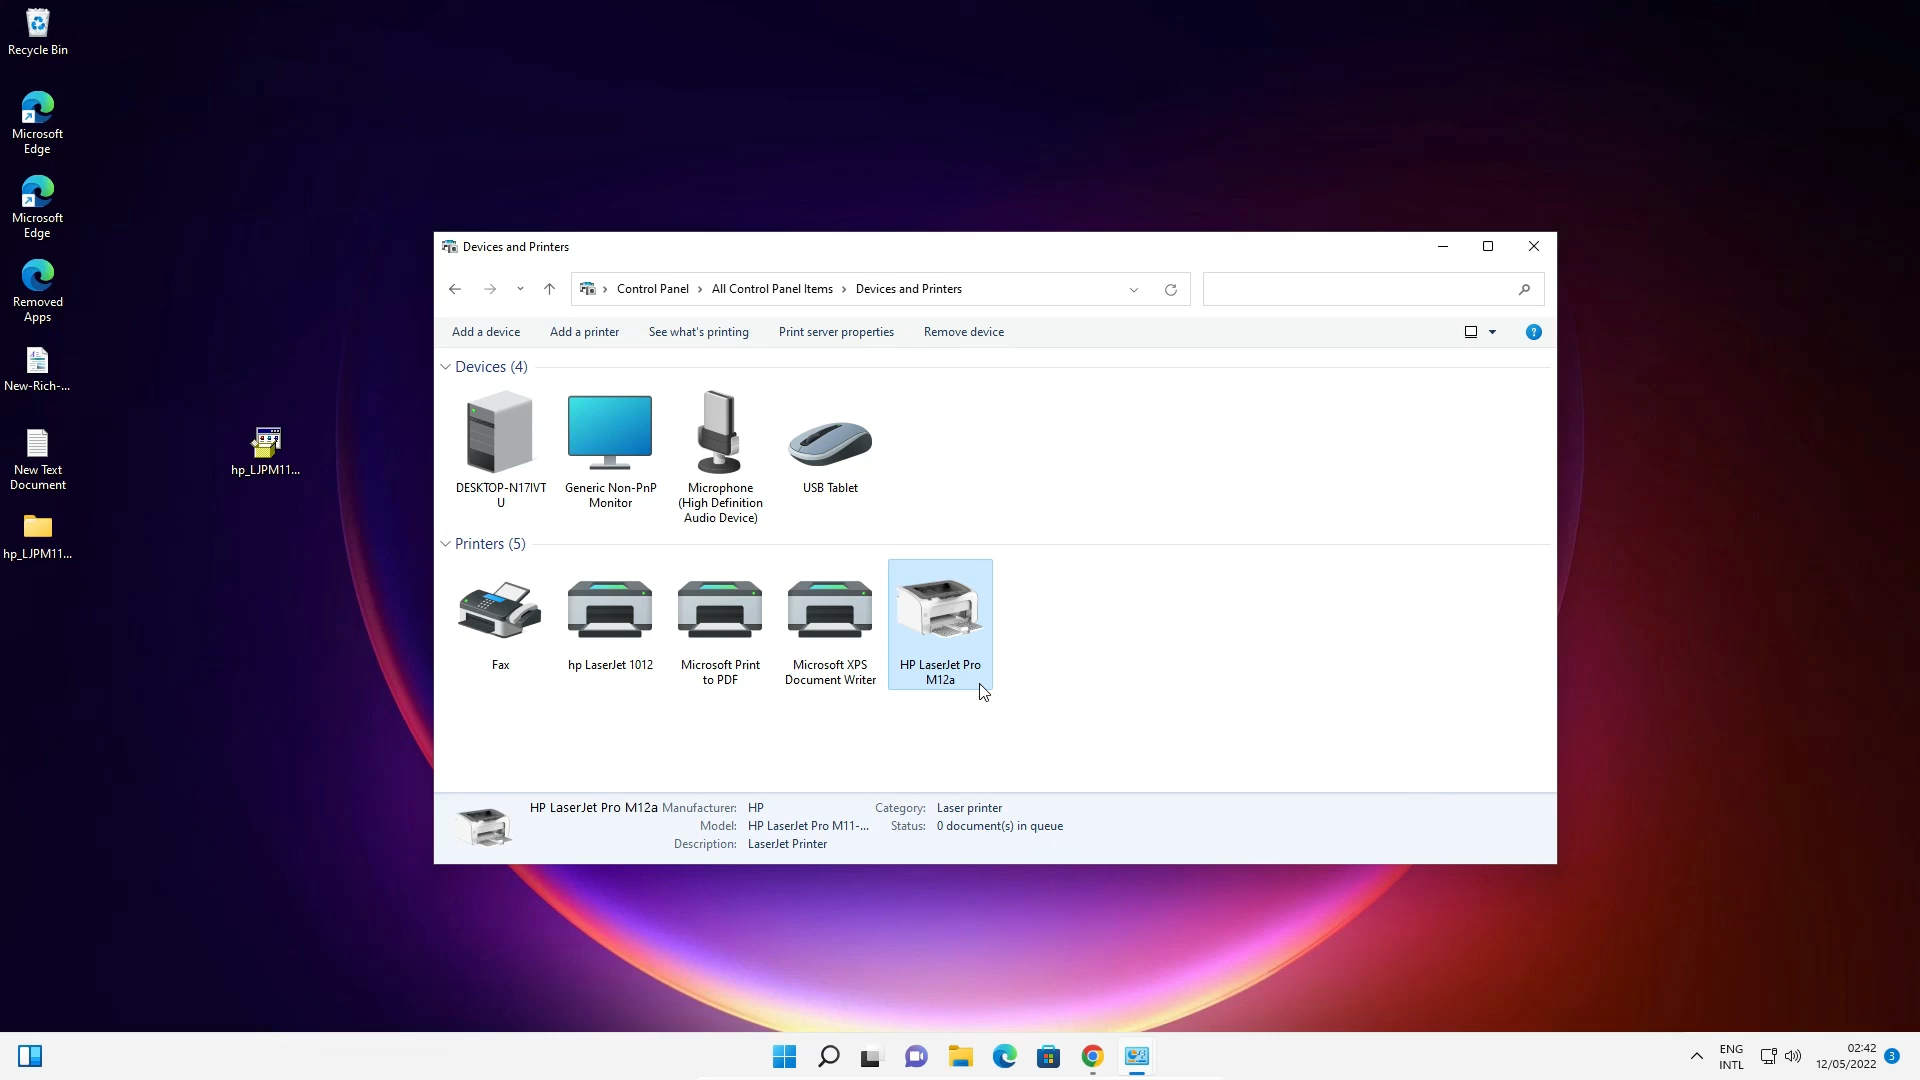 Recycle Bin
Microsoft
Edge
Microsoft
Edge
Removed
Apps
New-Rich-...
New Text
Document
hp_LJPM11...
hp_LJPM11...
Devices and Printers
Control Panel
All Control Panel Items
Devices and Printers
Add a device
Add a printer
See what's printing
Print server properties
Remove device
?
Devices (4)
DESKTOP-N17IVT
U
Generic Non-PnP
Monitor
Microphone
(High Definition
Audio Device)
USB Tablet
Printers (5)
Fax
hp LaserJet 1012
Microsoft Print
to PDF
Microsoft XPS
Document Writer
HP LaserJet Pro
M12a
HP LaserJet Pro M12a
Manufacturer: HP
Model: HP LaserJet Pro M11-...
Description: LaserJet Printer
Category: Laser printer
Status: 0 document(s) in queue
ENG
INTL
02:42
12/05/2022
3